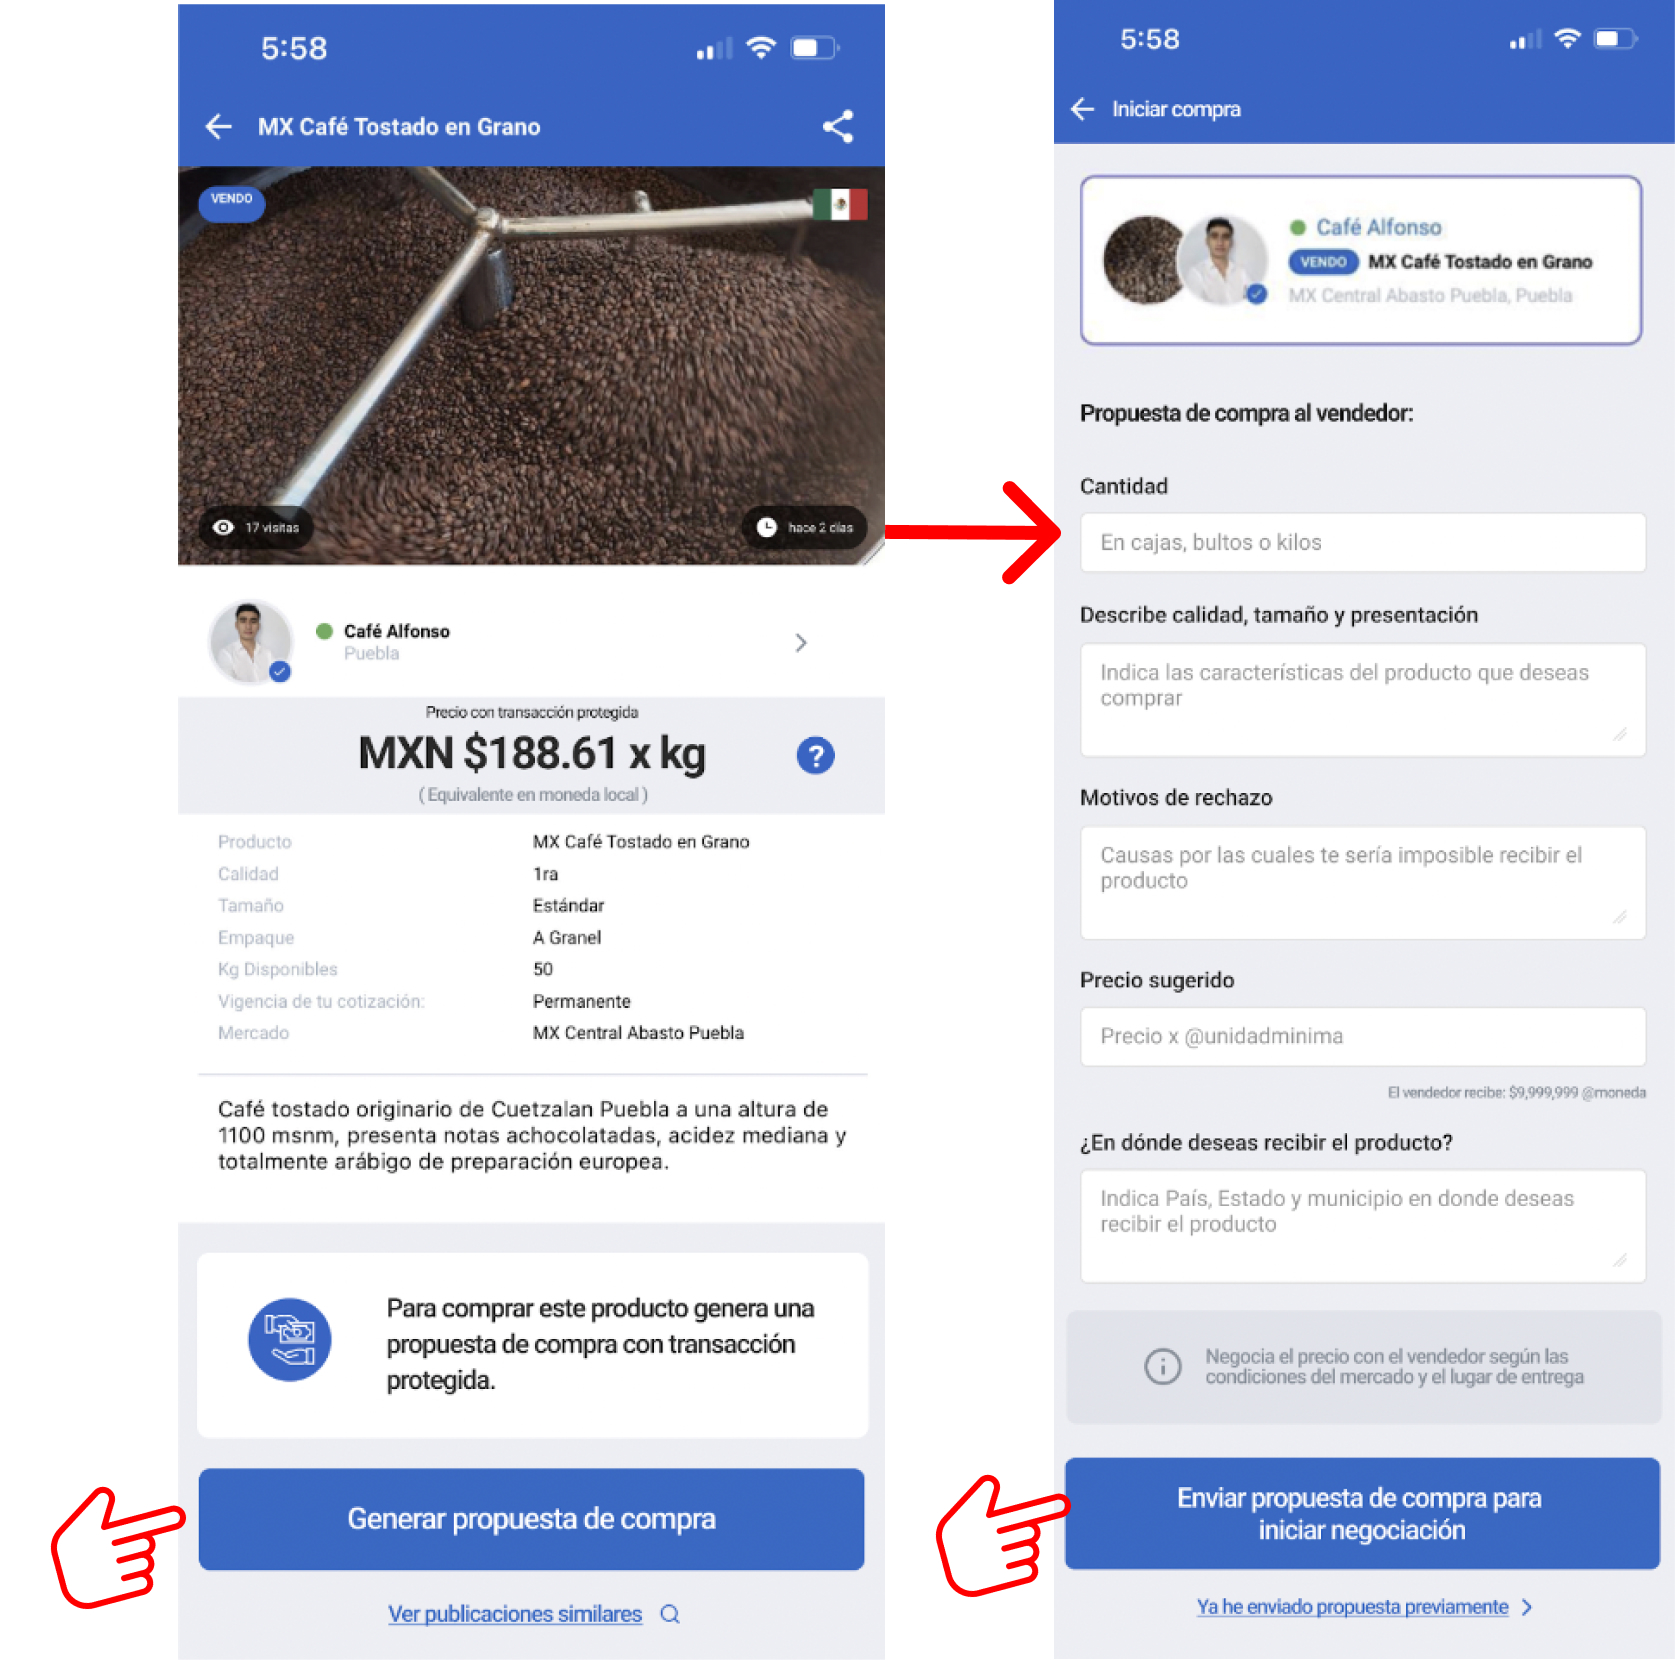 5:58
MX Café Tostado en Grano
VENDO
17 visitas
hace 2 días
Café Alfonso
Puebla
Precio con transacción protegida
MXN $188.61 x kg
?
( Equivalente en moneda local )
Producto MX Café Tostado en Grano
Calidad 1ra
Tamaño Estándar
Empaque A Granel
Kg Disponibles 50
Vigencia de tu cotización: Permanente
Mercado MX Central Abasto Puebla
Café tostado originario de Cuetzalan Puebla a una altura de
1100 msnm, presenta notas achocolatadas, acidez mediana y
totalmente arábigo de preparación europea.
Para comprar este producto genera una
propuesta de compra con transacción
protegida.
Generar propuesta de compra
Ver publicaciones similares
5:58
Iniciar compra
Café Alfonso
VENDO MX Café Tostado en Grano
MX Central Abasto Puebla, Puebla
Propuesta de compra al vendedor:
Cantidad
En cajas, bultos o kilos
Describe calidad, tamaño y presentación
Indica las características del producto que deseas
comprar
Motivos de rechazo
Causas por las cuales te sería imposible recibir el
producto
Precio sugerido
Precio x @unidadminima
El vendedor recibe: $9,999,999 @moneda
¿En dónde deseas recibir el producto?
Indica País, Estado y municipio en donde deseas
recibir el producto
Negocia el precio con el vendedor según las
condiciones del mercado y el lugar de entrega
Enviar propuesta de compra para
iniciar negociación
Ya he enviado propuesta previamente